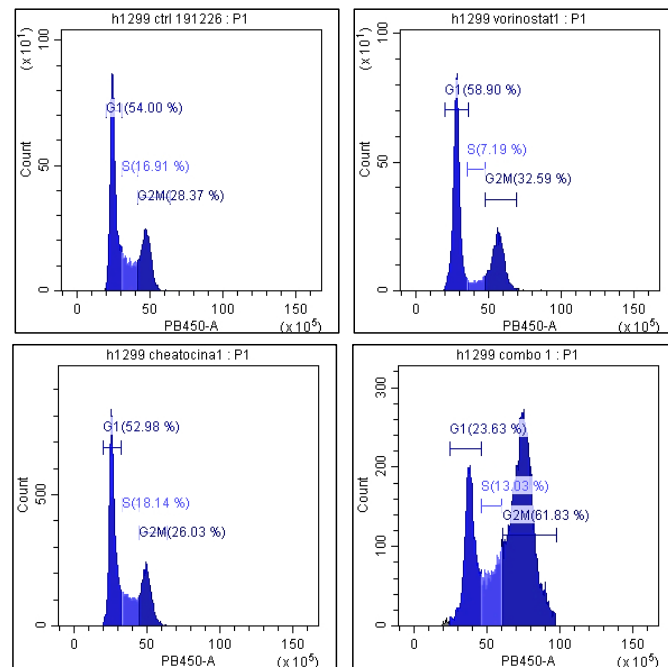 h1299 ctrl 191226 : P1
(x 10¹)
100
50
0
Count
G1(54.00 %)
S(16.91 %)
G2M(28.37 %)
0 50 100 150
PB450-A
(x 10⁵)
h1299 vorinostat1 : P1
(x 10¹)
100
50
0
Count
G1(58.90 %)
S(7.19 %)
G2M(32.59 %)
0 50 100 150
PB450-A
(x 10⁵)
h1299 cheatocina1 : P1
500
0
Count
G1(52.98 %)
S(18.14 %)
G2M(26.03 %)
0 50 100 150
PB450-A
(x 10⁵)
h1299 combo 1 : P1
300
200
100
0
Count
G1(23.63 %)
S(13.03 %)
G2M(61.83 %)
0 50 100 150
PB450-A
(x 10⁵)